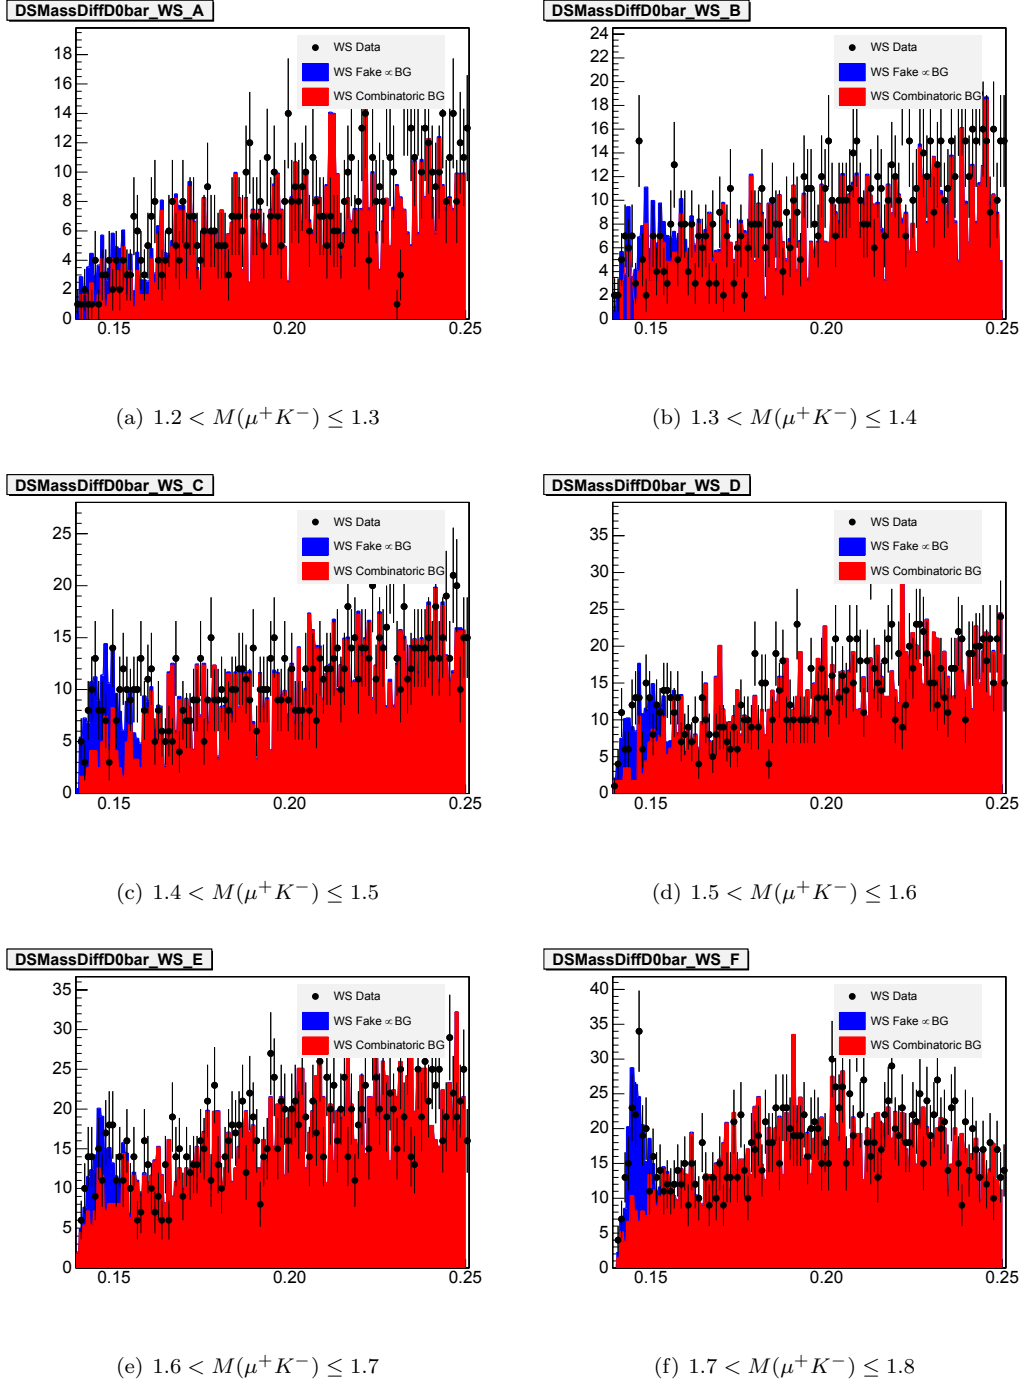 DSMassDiffD0bar_WS_A
18
16
14
12
10
8
6
4
2
0
0.15 0.20 0.25
WS Data
WS Fake ∝ BG
WS Combinatoric BG
(a) 1.2 < M(μ⁺K⁻) ≤ 1.3
DSMassDiffD0bar_WS_B
24
22
20
18
16
14
12
10
8
6
4
2
0
0.15 0.20 0.25
WS Data
WS Fake ∝ BG
WS Combinatoric BG
(b) 1.3 < M(μ⁺K⁻) ≤ 1.4
DSMassDiffD0bar_WS_C
25
20
15
10
5
0
0.15 0.20 0.25
WS Data
WS Fake ∝ BG
WS Combinatoric BG
(c) 1.4 < M(μ⁺K⁻) ≤ 1.5
DSMassDiffD0bar_WS_D
35
30
25
20
15
10
5
0
0.15 0.20 0.25
WS Data
WS Fake ∝ BG
WS Combinatoric BG
(d) 1.5 < M(μ⁺K⁻) ≤ 1.6
DSMassDiffD0bar_WS_E
35
30
25
20
15
10
5
0
0.15 0.20 0.25
WS Data
WS Fake ∝ BG
WS Combinatoric BG
(e) 1.6 < M(μ⁺K⁻) ≤ 1.7
DSMassDiffD0bar_WS_F
40
35
30
25
20
15
10
5
0
0.15 0.20 0.25
WS Data
WS Fake ∝ BG
WS Combinatoric BG
(f) 1.7 < M(μ⁺K⁻) ≤ 1.8